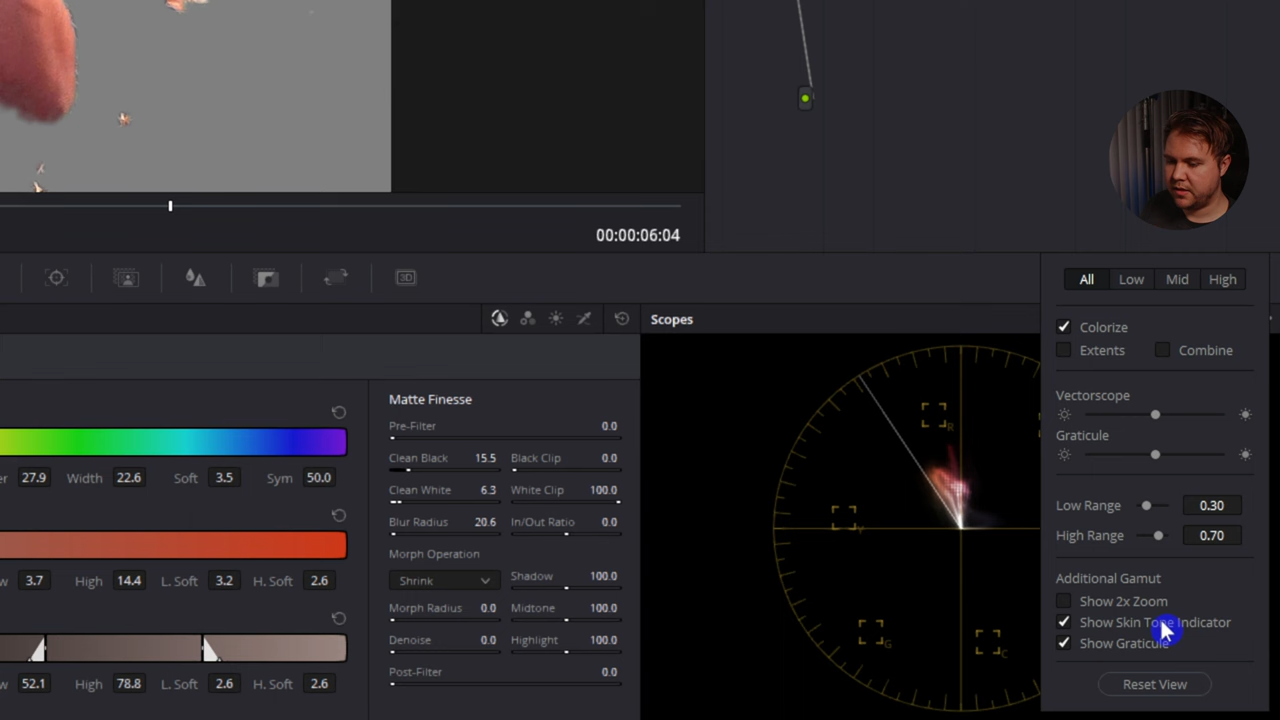 00:00:06:04
3D
All Low Mid High
Scopes
Colorize
Extents Combine
Vectorscope
Graticule
Low Range 0.30
High Range 0.70
Additional Gamut
Show 2x Zoom
Show Skin Tone Indicator
Show Graticule
Reset View
Matte Finesse
Pre-Filter 0.0
Clean Black 15.5 Black Clip 0.0
Clean White 6.3 White Clip 100.0
Blur Radius 20.6 In/Out Ratio 0.0
Morph Operation
Shrink Shadow 100.0
Morph Radius 0.0 Midtone 100.0
Denoise 0.0 Highlight 100.0
Post-Filter 0.0
er 27.9 Width 22.6 Soft 3.5 Sym 50.0
w 3.7 High 14.4 L. Soft 3.2 H. Soft 2.6
w 52.1 High 78.8 L. Soft 2.6 H. Soft 2.6
R
Y
G
C